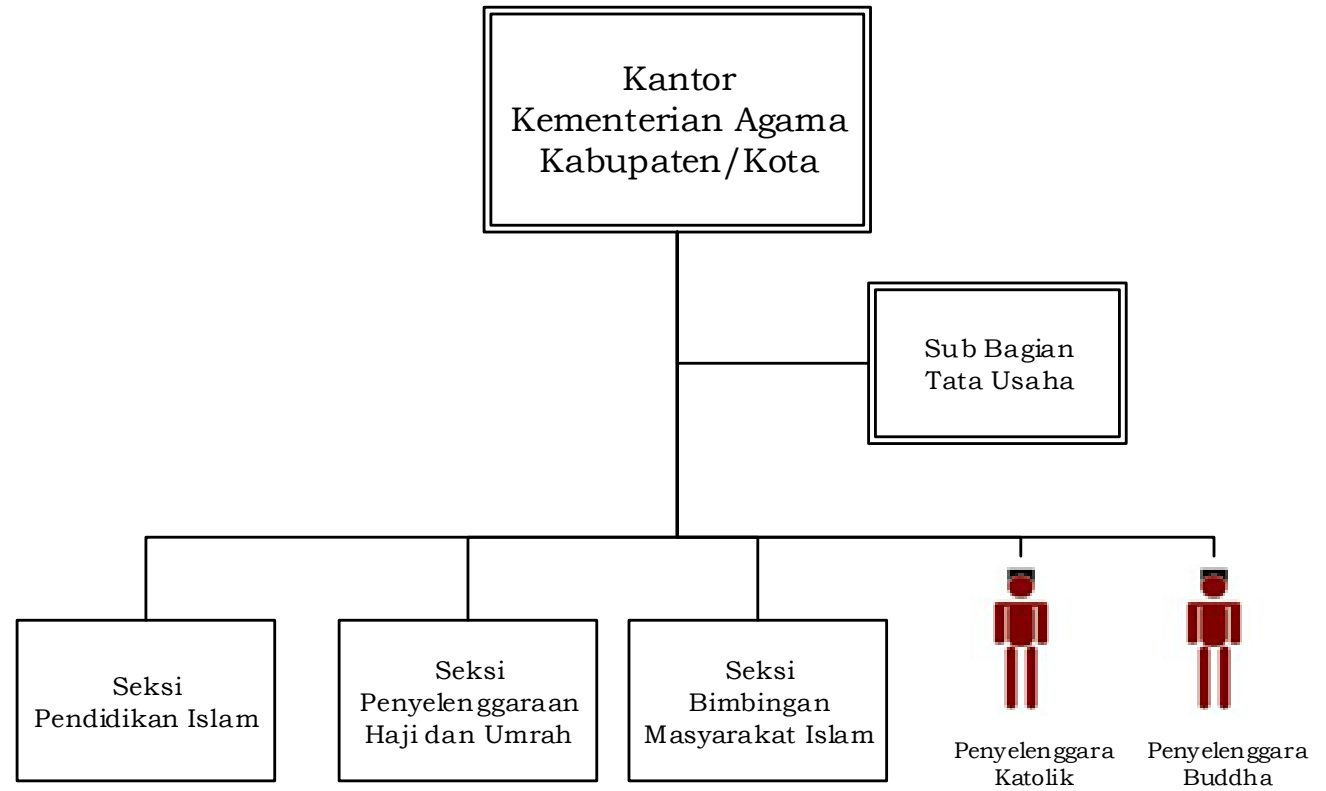 Kantor
Kementerian Agama
Kabupaten/Kota
Sub Bagian
Tata Usaha
Seksi
Pendidikan Islam
Seksi
Penyelenggaraan
Haji dan Umrah
Seksi
Bimbingan
Masyarakat Islam
Penyelenggara
Katolik
Penyelenggara
Buddha